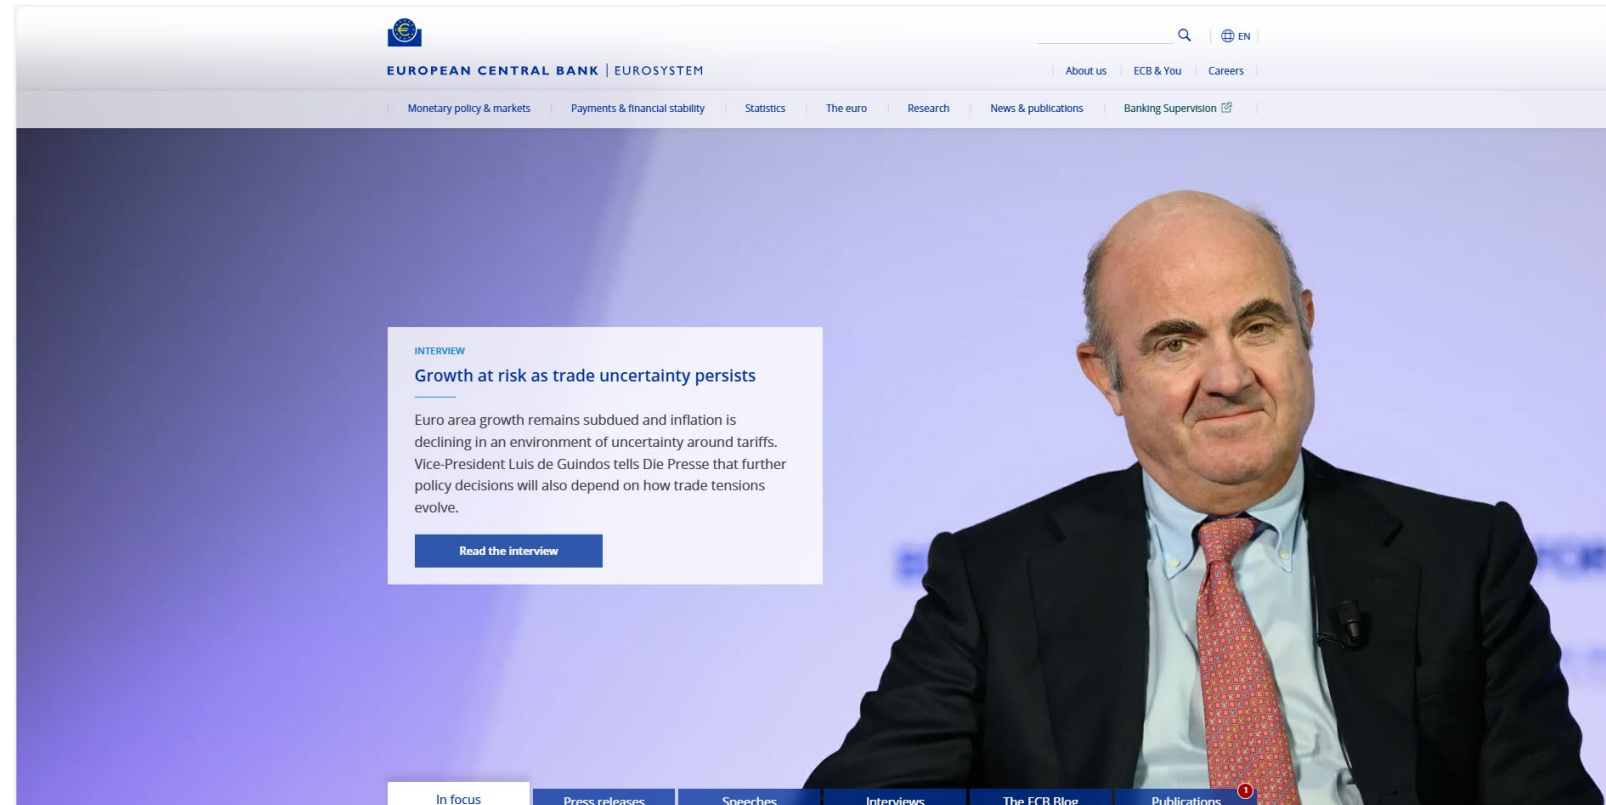 EN
EUROPEAN CENTRAL BANK | EUROSYSTEM
About us
ECB & You
Careers
Monetary policy & markets
Payments & financial stability
Statistics
The euro
Research
News & publications
Banking Supervision
INTERVIEW
Growth at risk as trade uncertainty persists
Euro area growth remains subdued and inflation is
declining in an environment of uncertainty around tariffs.
Vice-President Luis de Guindos tells Die Presse that further
policy decisions will also depend on how trade tensions
evolve.
Read the interview
In focus
Press releases
Speeches
Interviews
The ECB Blog
Publications
1